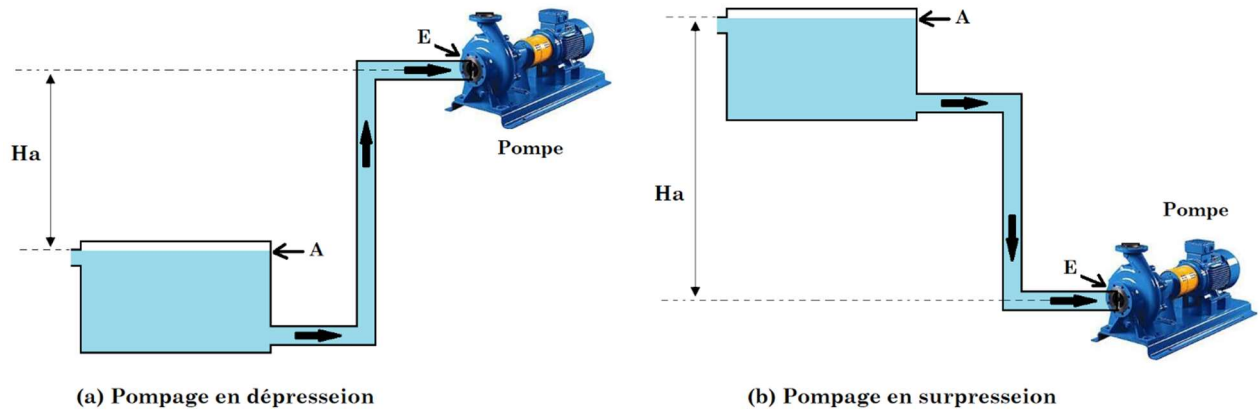 E
Ha
Pompe
A
(a) Pompage en dépresseion
A
Ha
Pompe
E
(b) Pompage en surpresseion